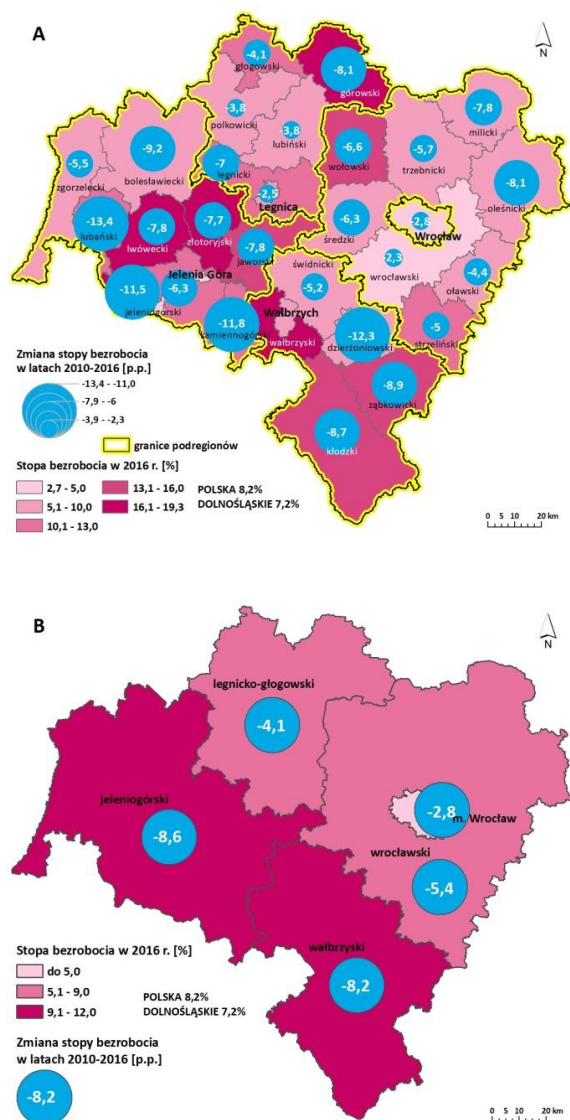 A
N
-4,1
głogowski
-8,1
górowski
-3,8
polkowicki
-3,8
lubiński
-7,8
milicki
-9,2
bolesławiecki
-5,5
zgorzelecki
-7
legnicki
-6,6
wołowski
-5,7
trzebnicki
-8,1
oleśnicki
-2,5
Legnica
-13,4
lubański
-7,8
lwówecki
-7,7
złotoryjski
-7,8
jaworski
-6,3
średzki
-2,8
Wrocław
-2,3
wrocławski
-4,4
oławski
Jelenia Góra
-11,5
jeleniogórski
-6,3
świdnicki
-5,2
-11,8
kamiennogórski
Wałbrzych
wałbrzyski
-12,3
dzierżoniowski
-5
strzeliński
-8,9
ząbkowicki
-8,7
kłodzki
Zmiana stopy bezrobocia
w latach 2010-2016 [p.p.]
-13,4 - -11,0
-7,9 - -6
-3,9 - -2,3
granice podregionów
Stopa bezrobocia w 2016 r. [%]
2,7 - 5,0
13,1 - 16,0
POLSKA 8,2%
5,1 - 10,0
16,1 - 19,3
DOLNOŚLĄSKIE 7,2%
10,1 - 13,0
0 5 10 20 km
B
N
legnicko-głogowski
-4,1
jeleniogórski
-8,6
-2,8
m. Wrocław
wrocławski
-5,4
wałbrzyski
-8,2
Stopa bezrobocia w 2016 r. [%]
do 5,0
5,1 - 9,0
POLSKA 8,2%
9,1 - 12,0
DOLNOŚLĄSKIE 7,2%
Zmiana stopy bezrobocia
w latach 2010-2016 [p.p.]
-8,2
0 5 10 20 km